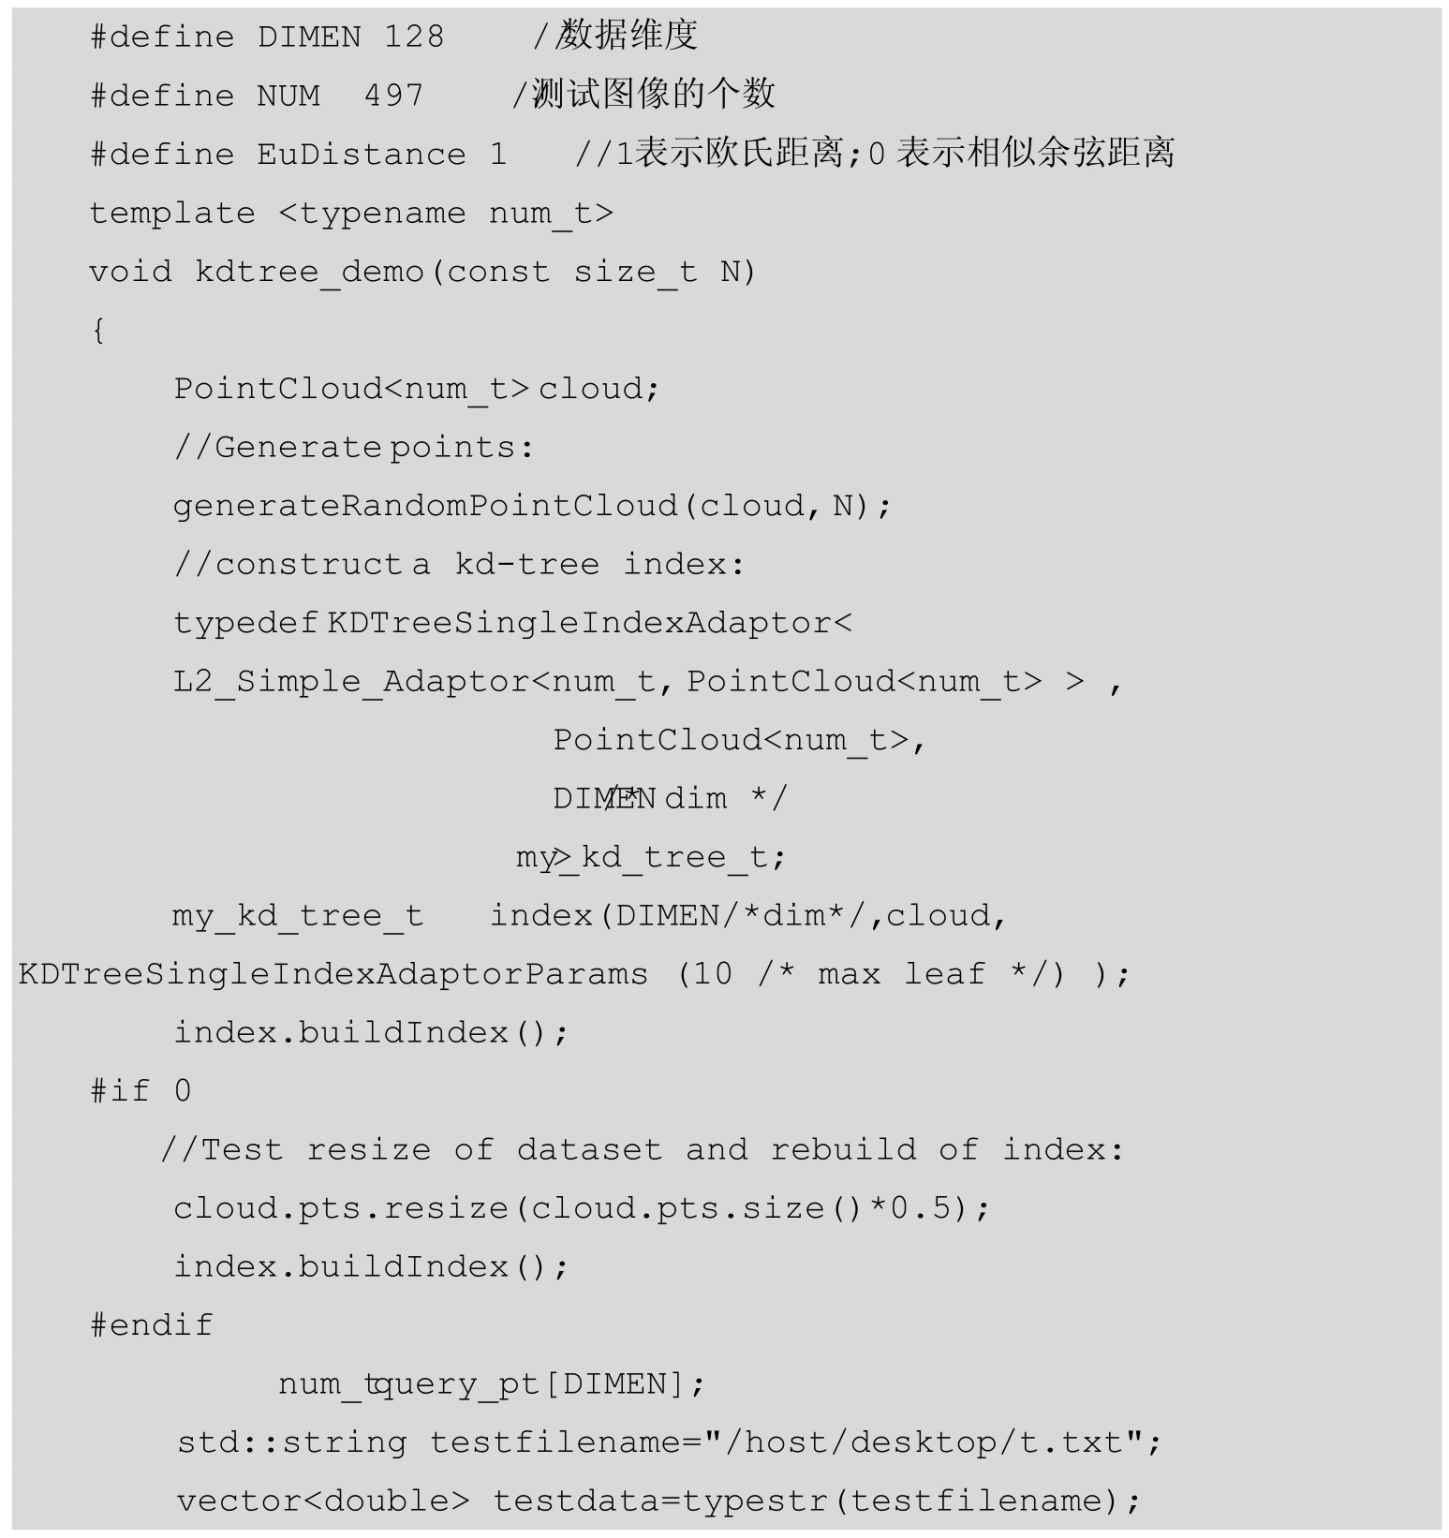 #define DIMEN 128    //数据维度
#define NUM  497    //测试图像的个数
#define EuDistance 1   //1表示欧氏距离;0 表示相似余弦距离
template <typename num_t>
void kdtree_demo(const size_t N)
{
PointCloud<num_t> cloud;
//Generate points:
generateRandomPointCloud(cloud, N);
//construct a kd-tree index:
typedef KDTreeSingleIndexAdaptor<
L2_Simple_Adaptor<num_t, PointCloud<num_t> > ,
PointCloud<num_t>,
DIMEN /* dim */
> my_kd_tree_t;
my_kd_tree_t   index(DIMEN/*dim*/,cloud,
KDTreeSingleIndexAdaptorParams (10 /* max leaf */) );
index.buildIndex();
#if 0
//Test resize of dataset and rebuild of index:
cloud.pts.resize(cloud.pts.size()*0.5);
index.buildIndex();
#endif
num_t query_pt[DIMEN];
std::string testfilename="/host/desktop/t.txt";
vector<double> testdata=typestr(testfilename);